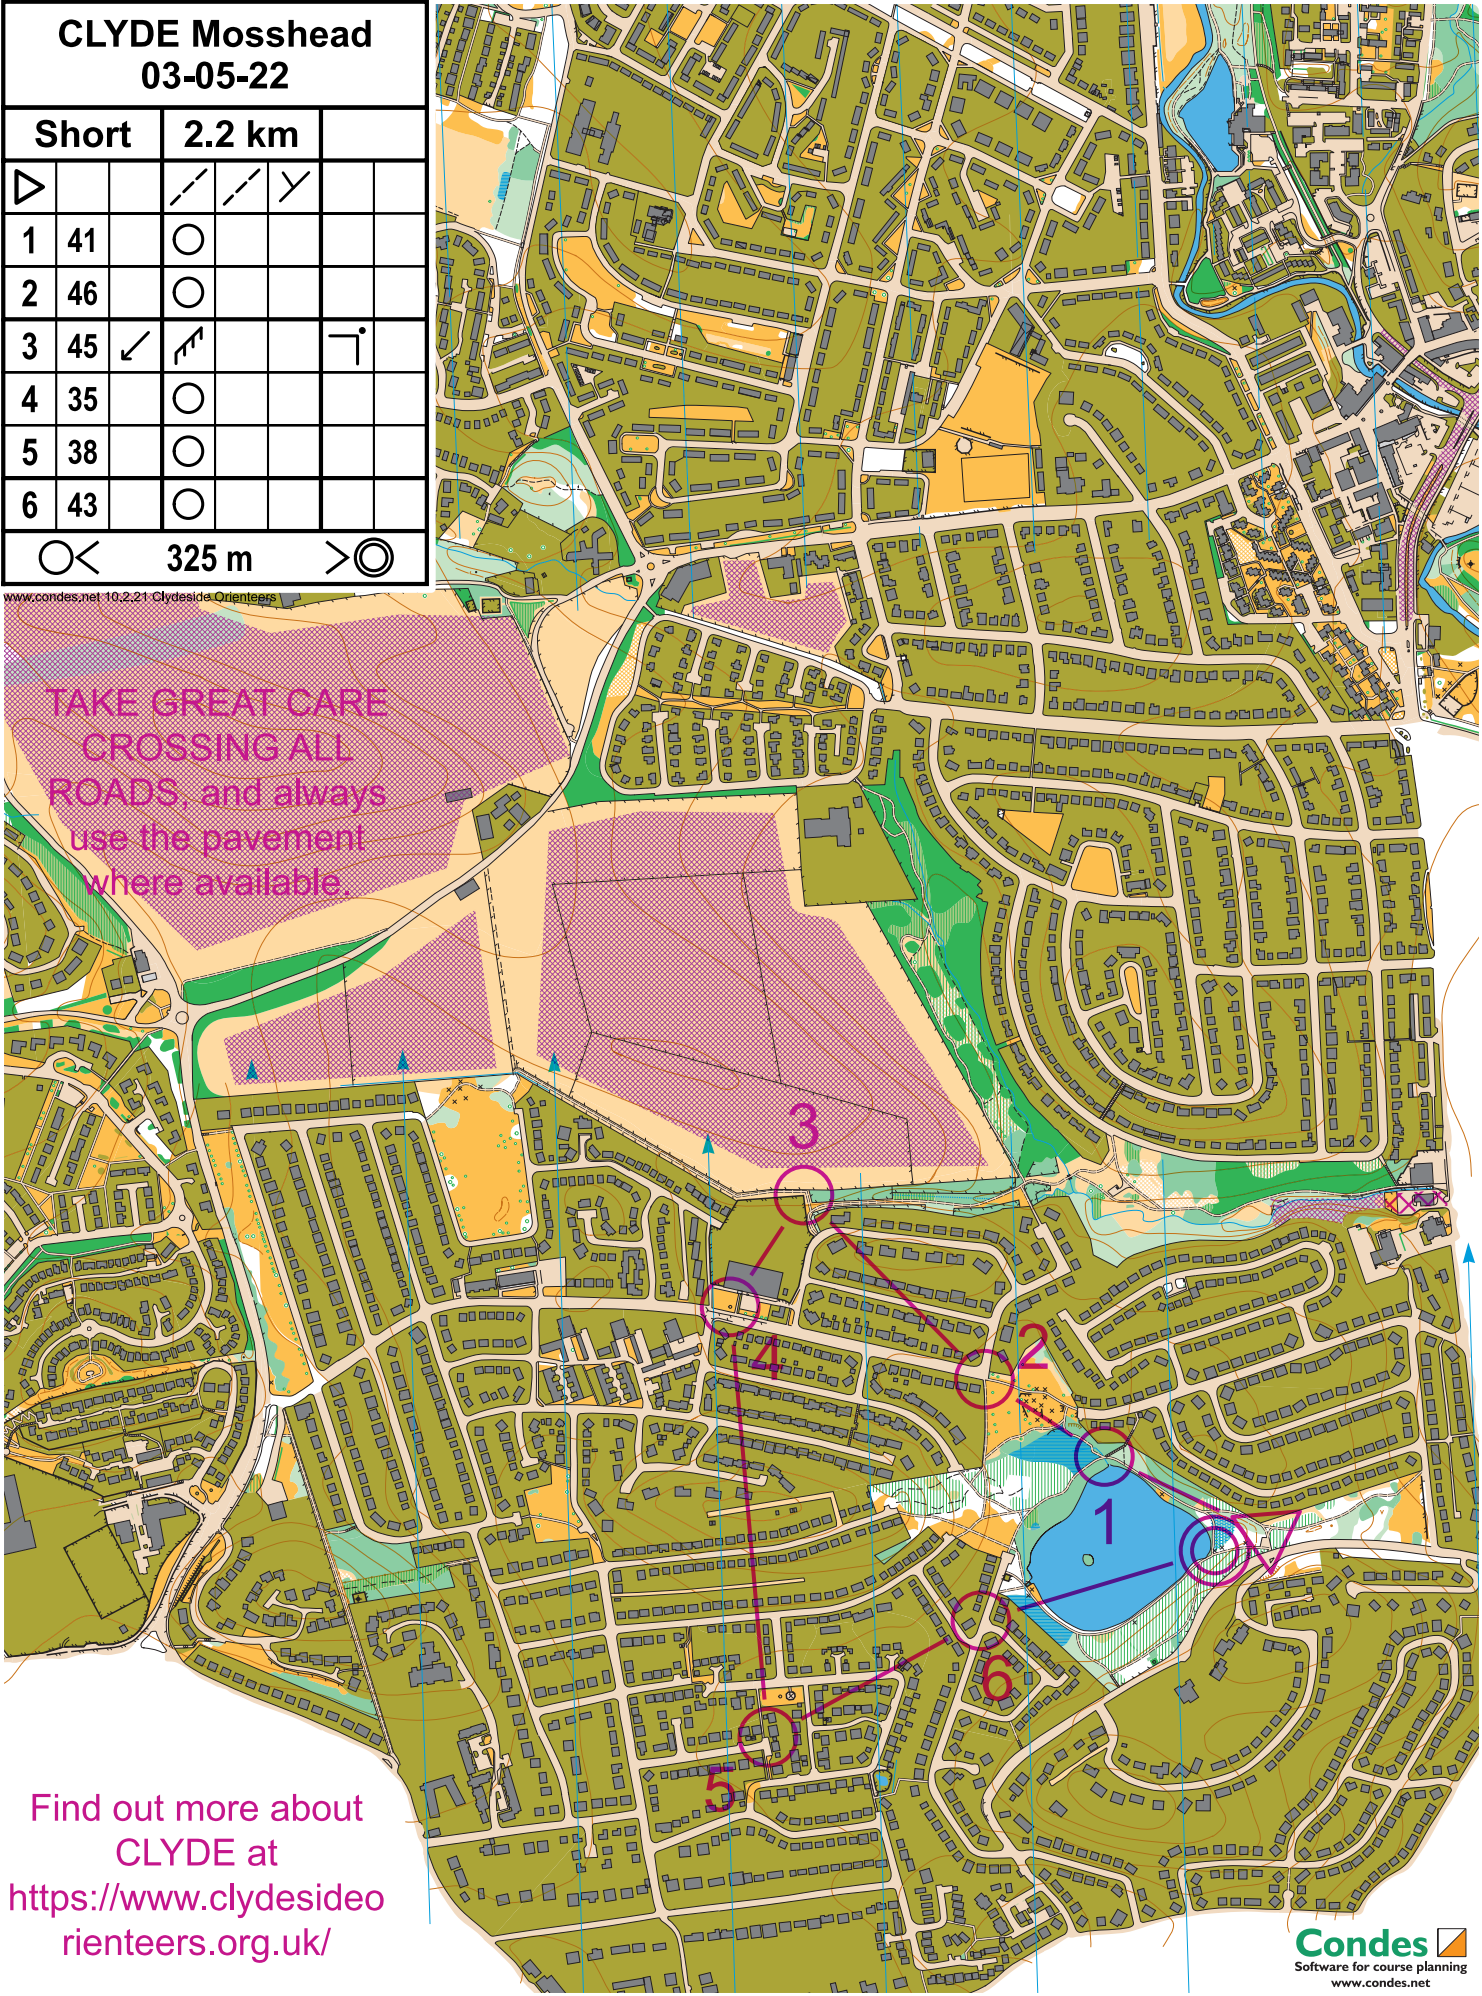 CLYDE Mosshead
03-05-22
Short 2.2 km
1 41
2 46
3 45
4 35
5 38
6 43
325 m
www.condes.net 10.2.21 Clydeside Orienteers
TAKE GREAT CARE
CROSSING ALL
ROADS, and always
use the pavement
where available.
3
2
4
1
6
5
Find out more about
CLYDE at
https://www.clydesideo
rienteers.org.uk/
Condes
Software for course planning
www.condes.net